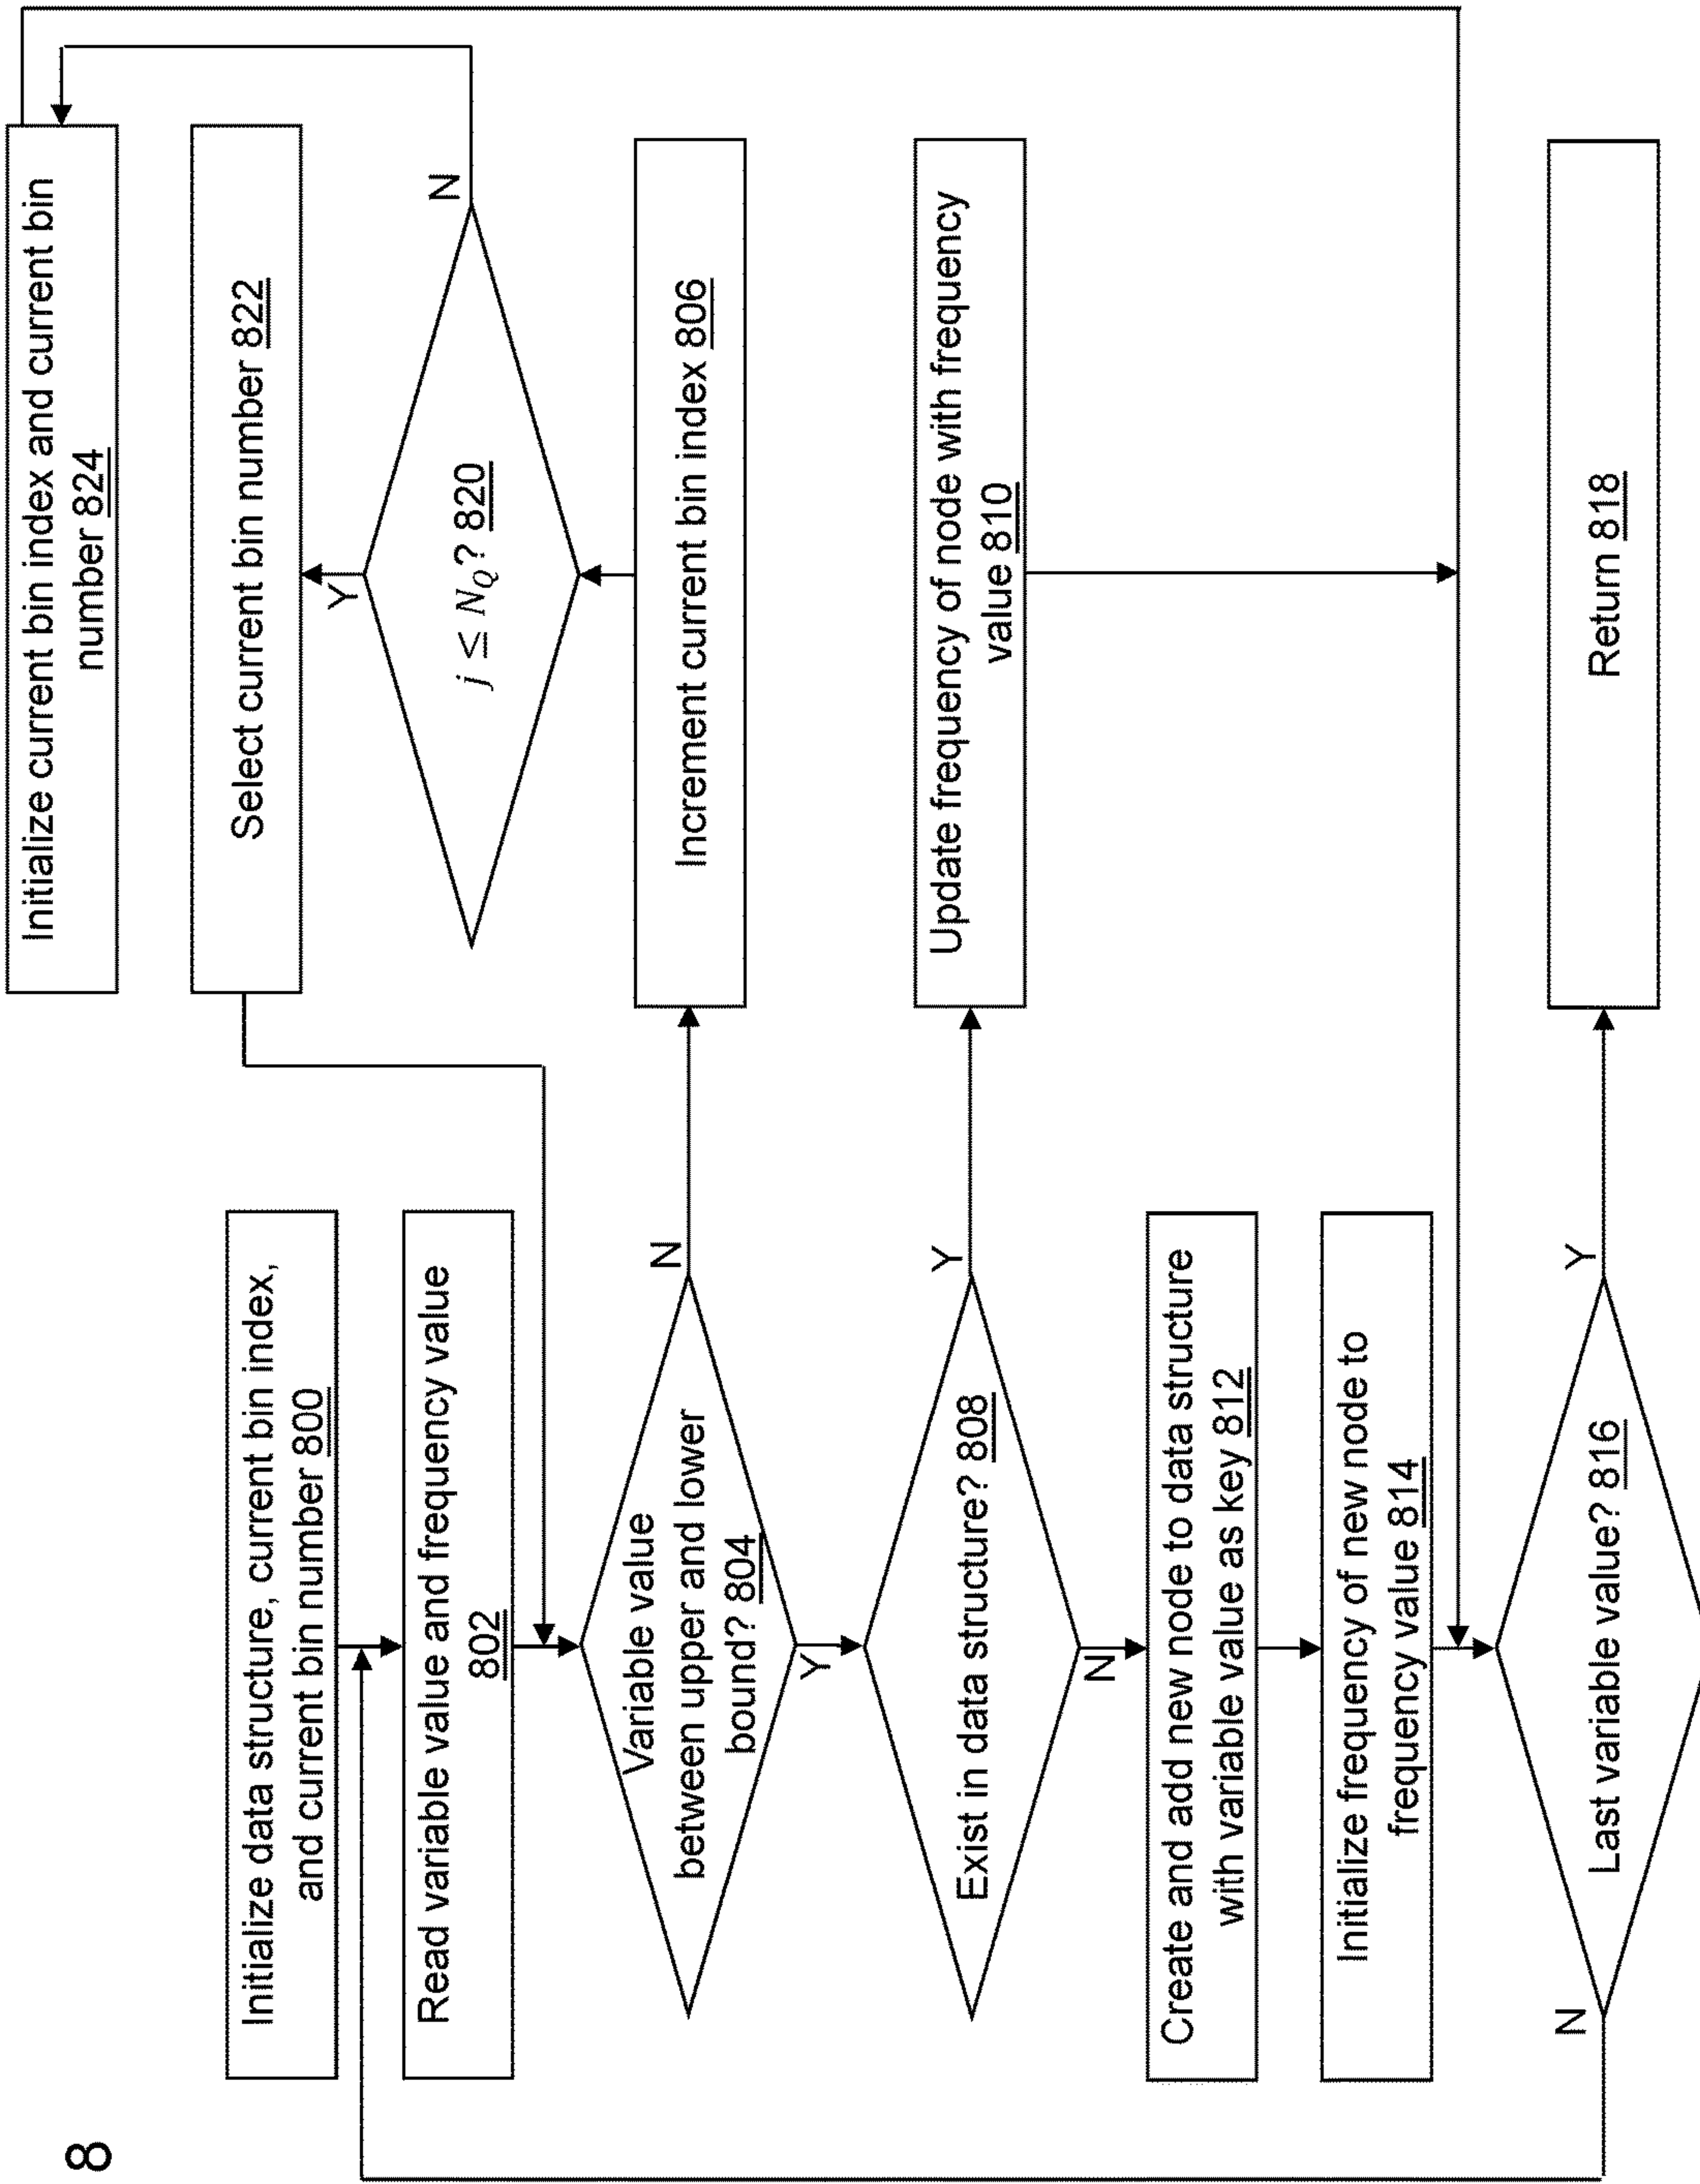 8
Initialize data structure, current bin index,
and current bin number 800
Read variable value and frequency value
802
Variable value
between upper and lower
bound? 804
N
Y
Exist in data structure? 808
Y
N
Create and add new node to data structure
with variable value as key 812
Initialize frequency of new node to
frequency value 814
Last variable value? 816
N
Y
Initialize current bin index and current bin
number 824
Select current bin number 822
Y
j ≤ N_Q? 820
N
Increment current bin index 806
Update frequency of node with frequency
value 810
Return 818